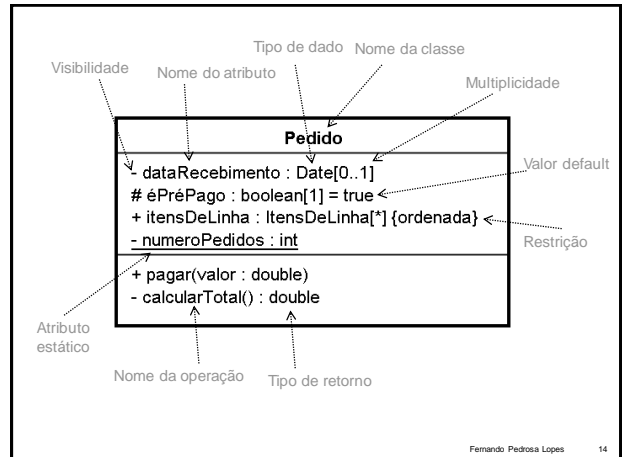 Tipo de dado
Nome da classe
Visibilidade
Nome do atributo
Multiplicidade
Pedido
- dataRecebimento : Date[0..1]
Valor default
# éPréPago : boolean[1] = true
+ itensDeLinha : ItensDeLinha[*] {ordenada}
Restrição
- numeroPedidos : int
+ pagar(valor : double)
- calcularTotal() : double
Atributo
estático
Nome da operação
Tipo de retorno
Fernando Pedrosa Lopes 14